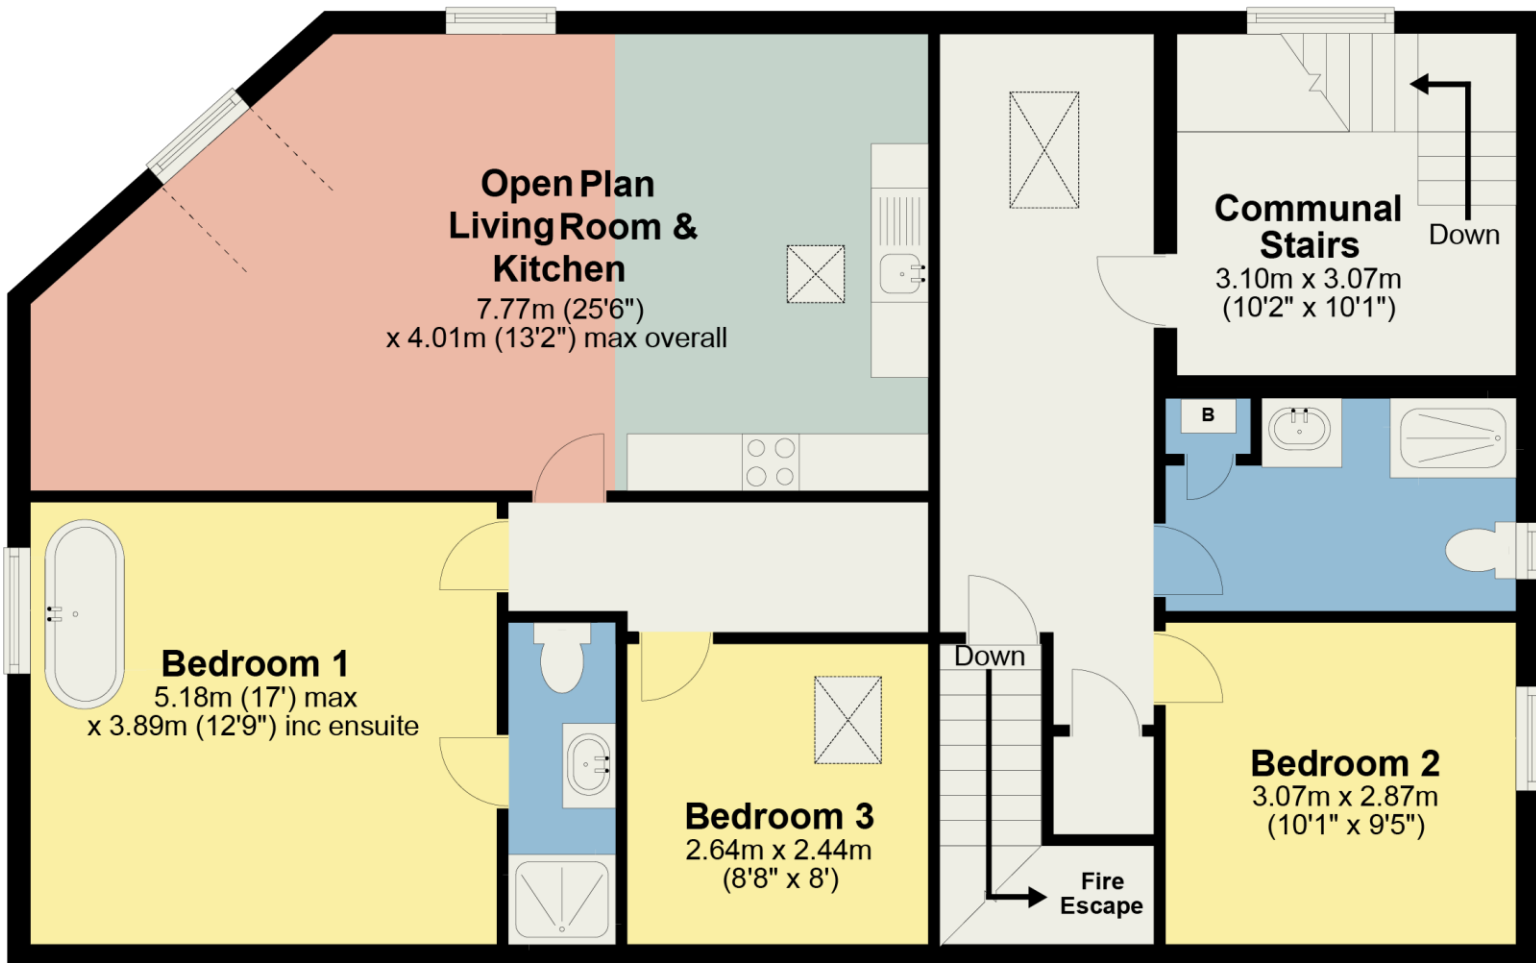 Open Plan
Living Room &
Kitchen
7.77m (25'6")
x 4.01m (13'2") max overall
Communal
Stairs
3.10m x 3.07m
(10'2" x 10'1")
Down
B
Bedroom 1
5.18m (17') max
x 3.89m (12'9") inc ensuite
Bedroom 3
2.64m x 2.44m
(8'8" x 8')
Down
Fire
Escape
Bedroom 2
3.07m x 2.87m
(10'1" x 9'5")